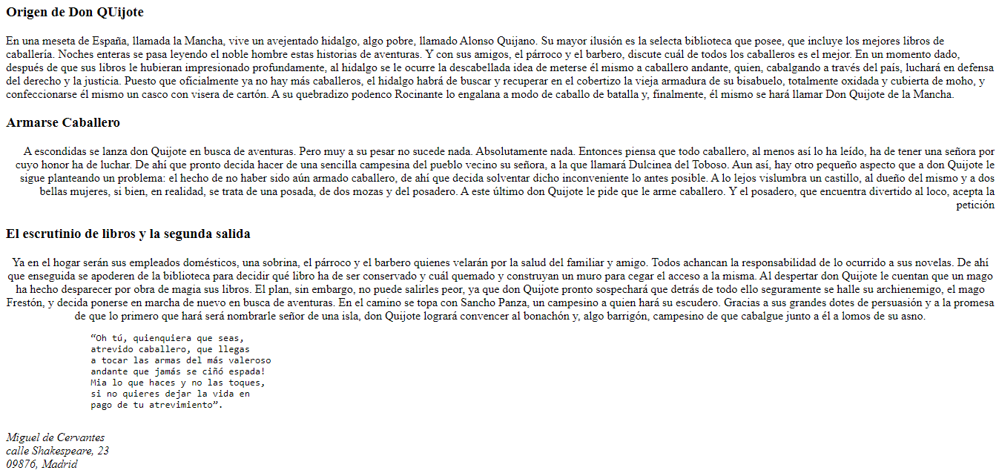 Origen de Don QUijote
En una meseta de España, llamada la Mancha, vive un avejentado hidalgo, algo pobre, llamado Alonso Quijano. Su mayor ilusión es la selecta biblioteca que posee, que incluye los mejores libros de
caballería. Noches enteras se pasa leyendo el noble hombre estas historias de aventuras. Y con sus amigos, el párroco y el barbero, discute cuál de todos los caballeros es el mejor. En un momento dado,
después de que sus libros le hubieran impresionado profundamente, al hidalgo se le ocurre la descabellada idea de meterse él mismo a caballero andante, quien, cabalgando a través del país, luchará en defensa
del derecho y la justicia. Puesto que oficialmente ya no hay más caballeros, el hidalgo habrá de buscar y recuperar en el cobertizo la vieja armadura de su bisabuelo, totalmente oxidada y cubierta de moho, y
confeccionarse él mismo un casco con visera de cartón. A su quebradizo podenco Rocinante lo engalana a modo de caballo de batalla y, finalmente, él mismo se hará llamar Don Quijote de la Mancha.
Armarse Caballero
A escondidas se lanza don Quijote en busca de aventuras. Pero muy a su pesar no sucede nada. Absolutamente nada. Entonces piensa que todo caballero, al menos así lo ha leído, ha de tener una señora por
cuyo honor ha de luchar. De ahí que pronto decida hacer de una sencilla campesina del pueblo vecino su señora, a la que llamará Dulcinea del Toboso. Aun así, hay otro pequeño aspecto que a don Quijote le
sigue planteando un problema: el hecho de no haber sido aún armado caballero, de ahí que decida solventar dicho inconveniente lo antes posible. A lo lejos vislumbra un castillo, al dueño del mismo y a dos
bellas mujeres, si bien, en realidad, se trata de una posada, de dos mozas y del posadero. A este último don Quijote le pide que le arme caballero. Y el posadero, que encuentra divertido al loco, acepta la
petición
El escrutinio de libros y la segunda salida
Ya en el hogar serán sus empleados domésticos, una sobrina, el párroco y el barbero quienes velarán por la salud del familiar y amigo. Todos achancan la responsabilidad de lo ocurrido a sus novelas. De ahí
que enseguida se apoderen de la biblioteca para decidir qué libro ha de ser conservado y cuál quemado y construyan un muro para cegar el acceso a la misma. Al despertar don Quijote le cuentan que un mago
ha hecho desparecer por obra de magia sus libros. El plan, sin embargo, no puede salirles peor, ya que don Quijote pronto sospechará que detrás de todo ello seguramente se halle su archienemigo, el mago
Frestón, y decida ponerse en marcha de nuevo en busca de aventuras. En el camino se topa con Sancho Panza, un campesino a quien hará su escudero. Gracias a sus grandes dotes de persuasión y a la promesa
de que lo primero que hará será nombrarle señor de una isla, don Quijote logrará convencer al bonachón y, algo barrigón, campesino de que cabalgue junto a él a lomos de su asno.
“Oh tú, quienquiera que seas,
atrevido caballero, que llegas
a tocar las armas del más valeroso
andante que jamás se ciñó espada!
Mia lo que haces y no las toques,
si no quieres dejar la vida en
pago de tu atrevimiento”.
Miguel de Cervantes
calle Shakespeare, 23
09876, Madrid